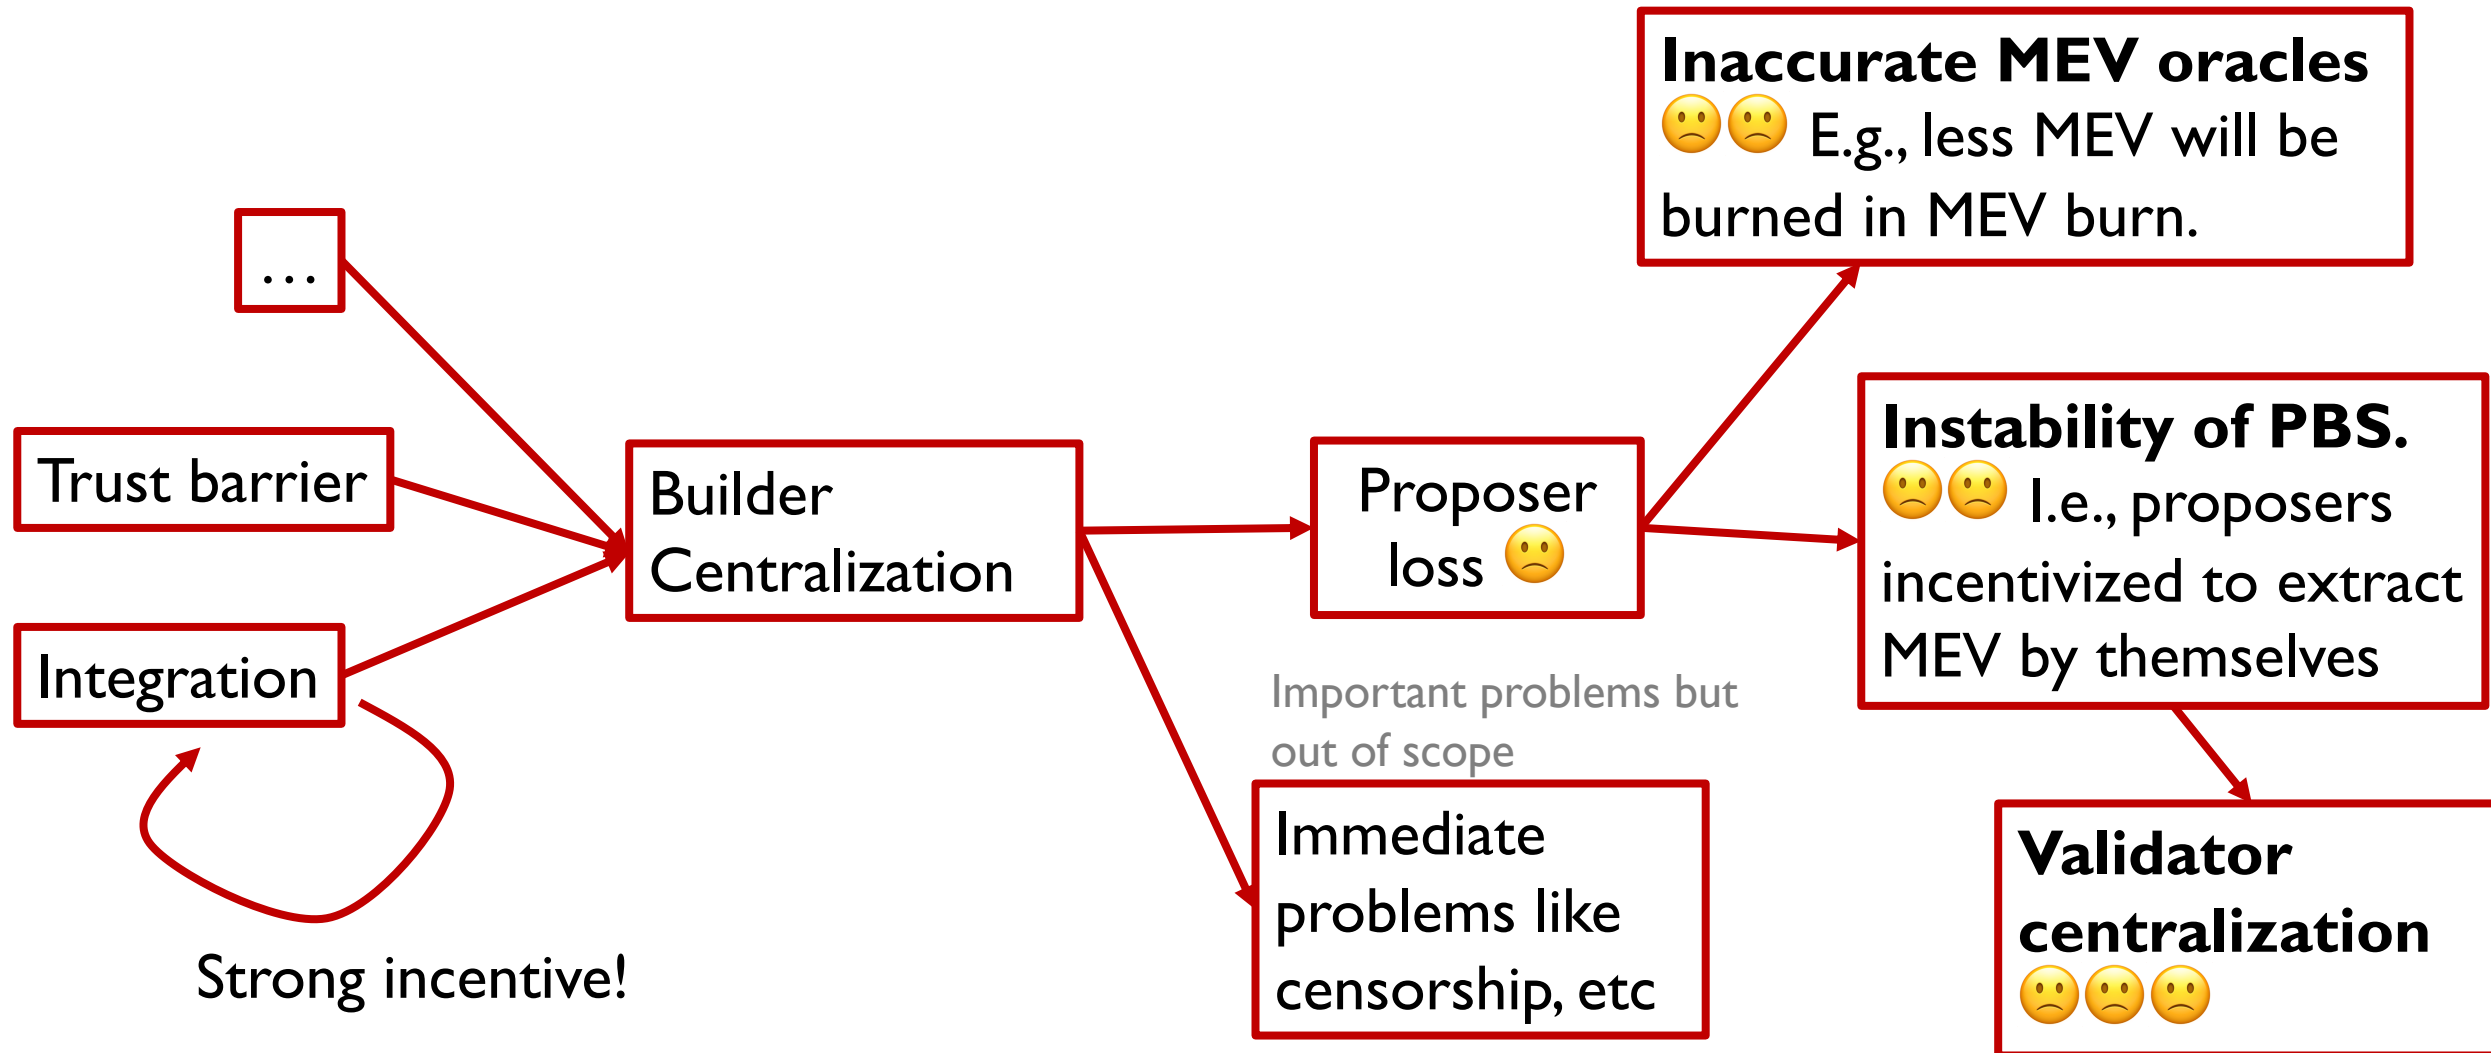 …
Trust barrier
Integration
Strong incentive!
Builder
Centralization
Proposer
loss 🙁
Important problems but
out of scope
Immediate
problems like
censorship, etc
Inaccurate MEV oracles
🙁🙁 E.g., less MEV will be
burned in MEV burn.
Instability of PBS.
🙁🙁 I.e., proposers
incentivized to extract
MEV by themselves
Validator
centralization
🙁🙁🙁